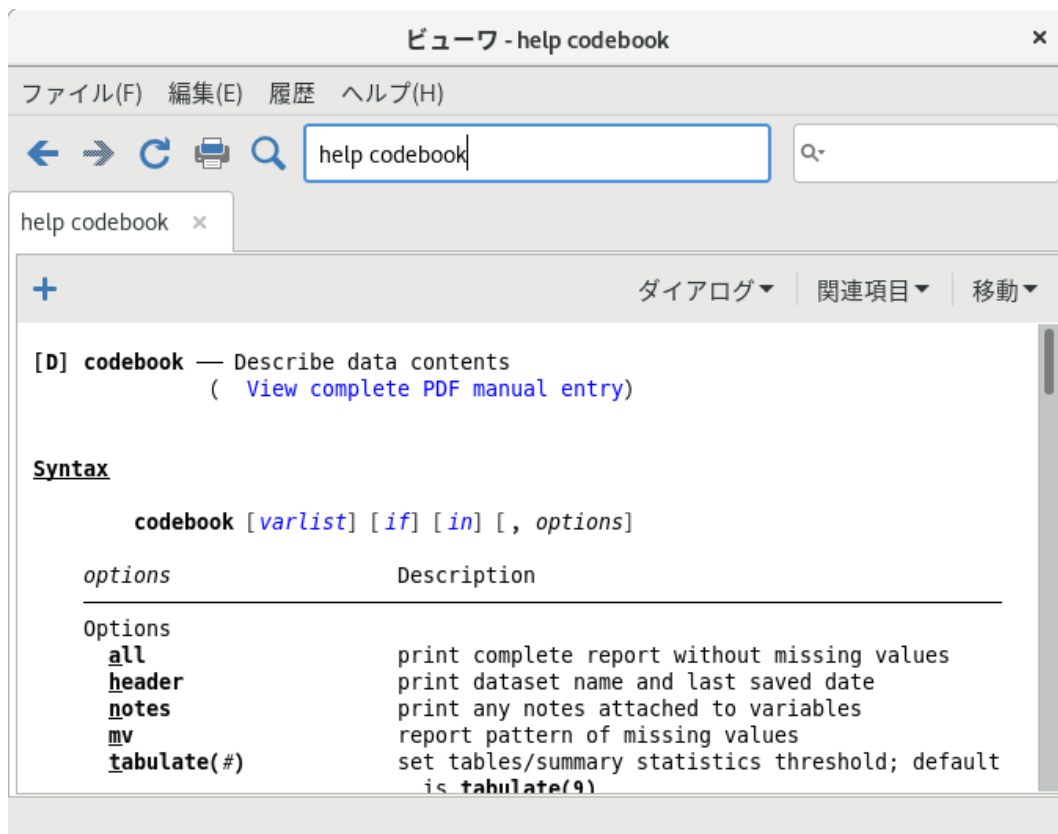 ビューワ - help codebook ×
ファイル(F) 編集(E) 履歴 ヘルプ(H)
help codebook
help codebook ×
ダイアログ▼ 関連項目▼ 移動▼
[D] codebook — Describe data contents
( View complete PDF manual entry)
Syntax
codebook [varlist] [if] [in] [, options]
options Description
Options
all print complete report without missing values
header print dataset name and last saved date
notes print any notes attached to variables
mv report pattern of missing values
tabulate(#) set tables/summary statistics threshold; default
is tabulate(9)